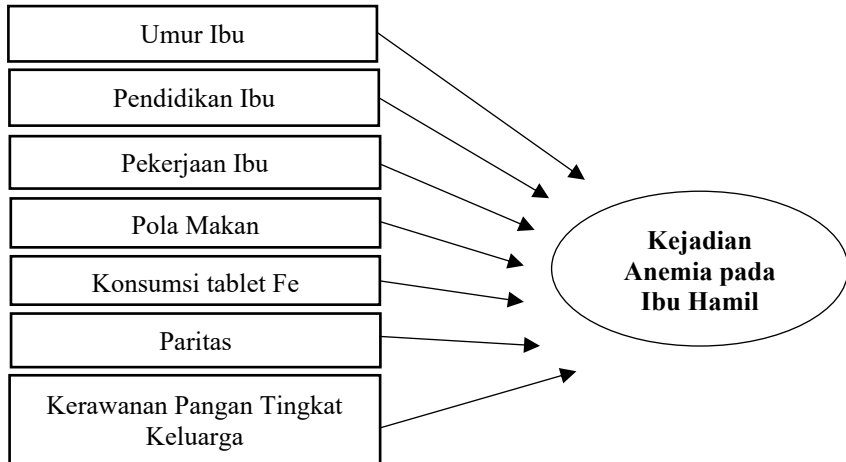 Umur Ibu
Pendidikan Ibu
Pekerjaan Ibu
Pola Makan
Konsumsi tablet Fe
Paritas
Kerawanan Pangan Tingkat
Keluarga
Kejadian
Anemia pada
Ibu Hamil